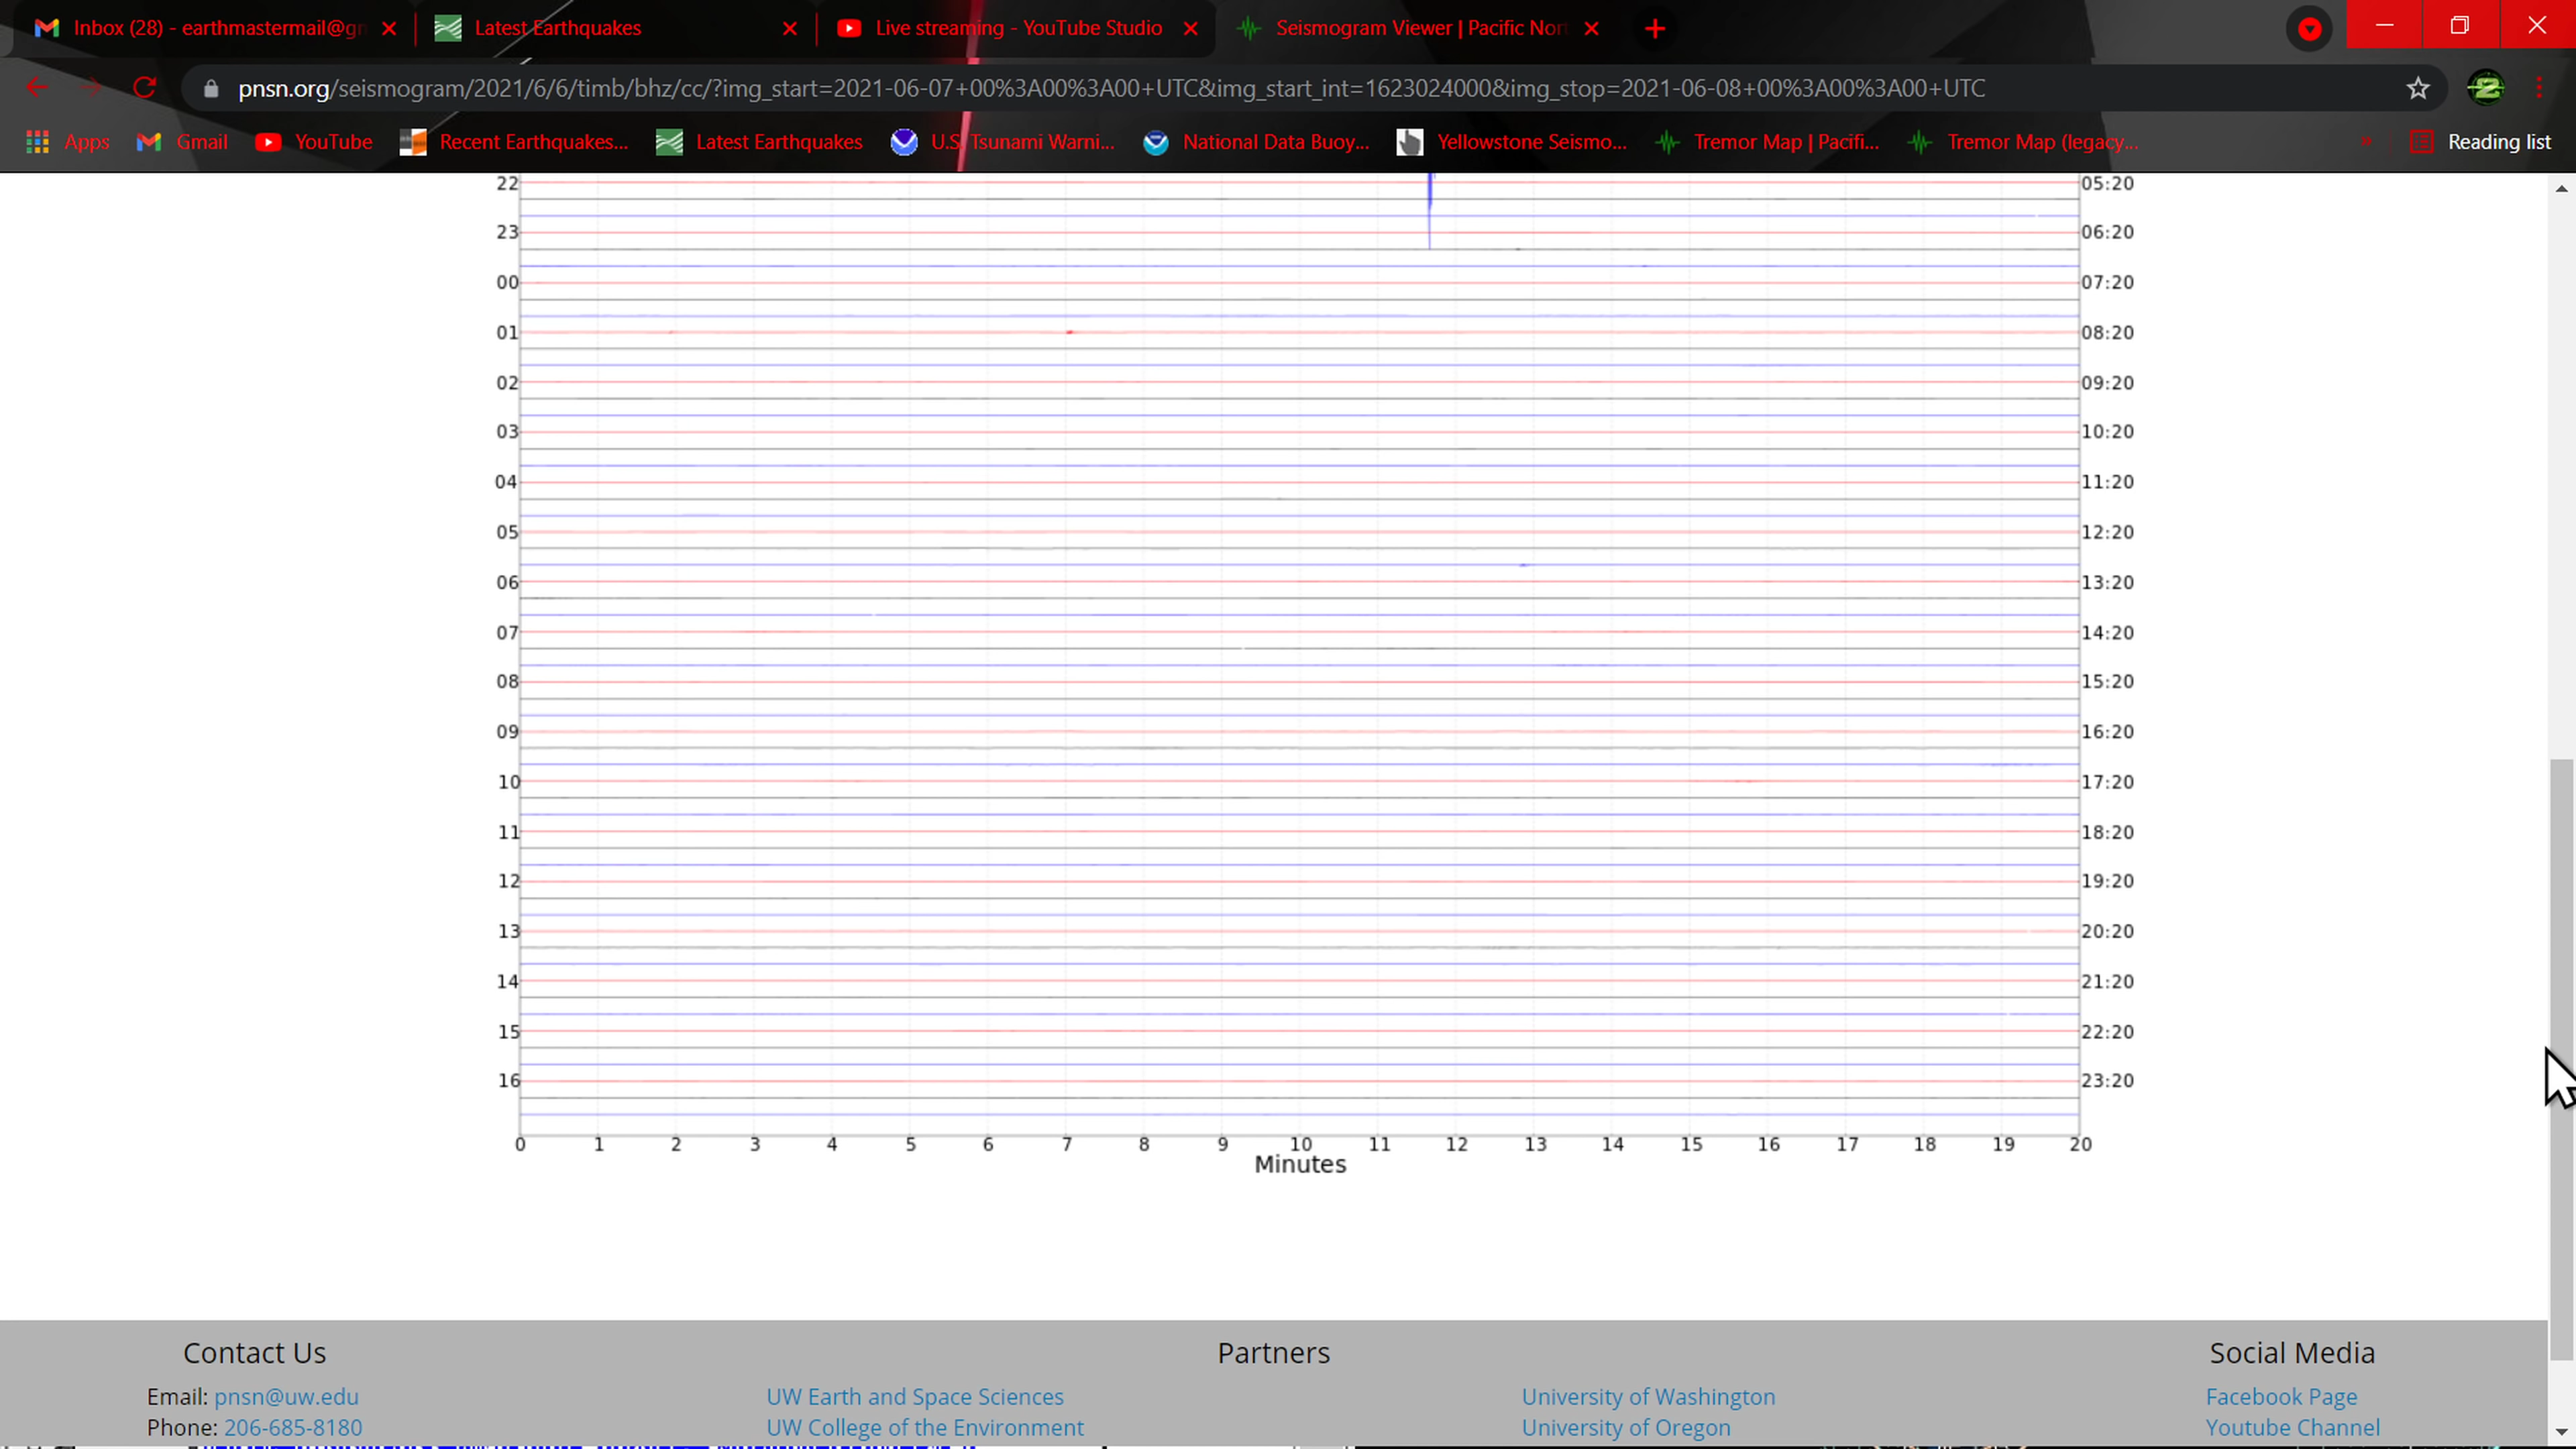 Inbox (28) - earthmastermail@gm
Latest Earthquakes
Live streaming - YouTube Studio
Seismogram Viewer | Pacific Nort
pnsn.org/seismogram/2021/6/6/timb/bhz/cc/?img_start=2021-06-07+00%3A00%3A00+UTC&img_start_int=1623024000&img_stop=2021-06-08+00%3A00%3A00+UTC
Apps
Gmail
YouTube
Recent Earthquakes...
Latest Earthquakes
U.S. Tsunami Warni...
National Data Buoy...
Yellowstone Seismo...
Tremor Map | Pacifi...
Tremor Map (legacy...
Reading list
22 05:20
23 06:20
00 07:20
01 08:20
02 09:20
03 10:20
04 11:20
05 12:20
06 13:20
07 14:20
08 15:20
09 16:20
10 17:20
11 18:20
12 19:20
13 20:20
14 21:20
15 22:20
16 23:20
0 1 2 3 4 5 6 7 8 9 10 11 12 13 14 15 16 17 18 19 20
Minutes
Contact Us
Email: pnsn@uw.edu
Phone: 206-685-8180
Partners
UW Earth and Space Sciences
UW College of the Environment
University of Washington
University of Oregon
Social Media
Facebook Page
Youtube Channel